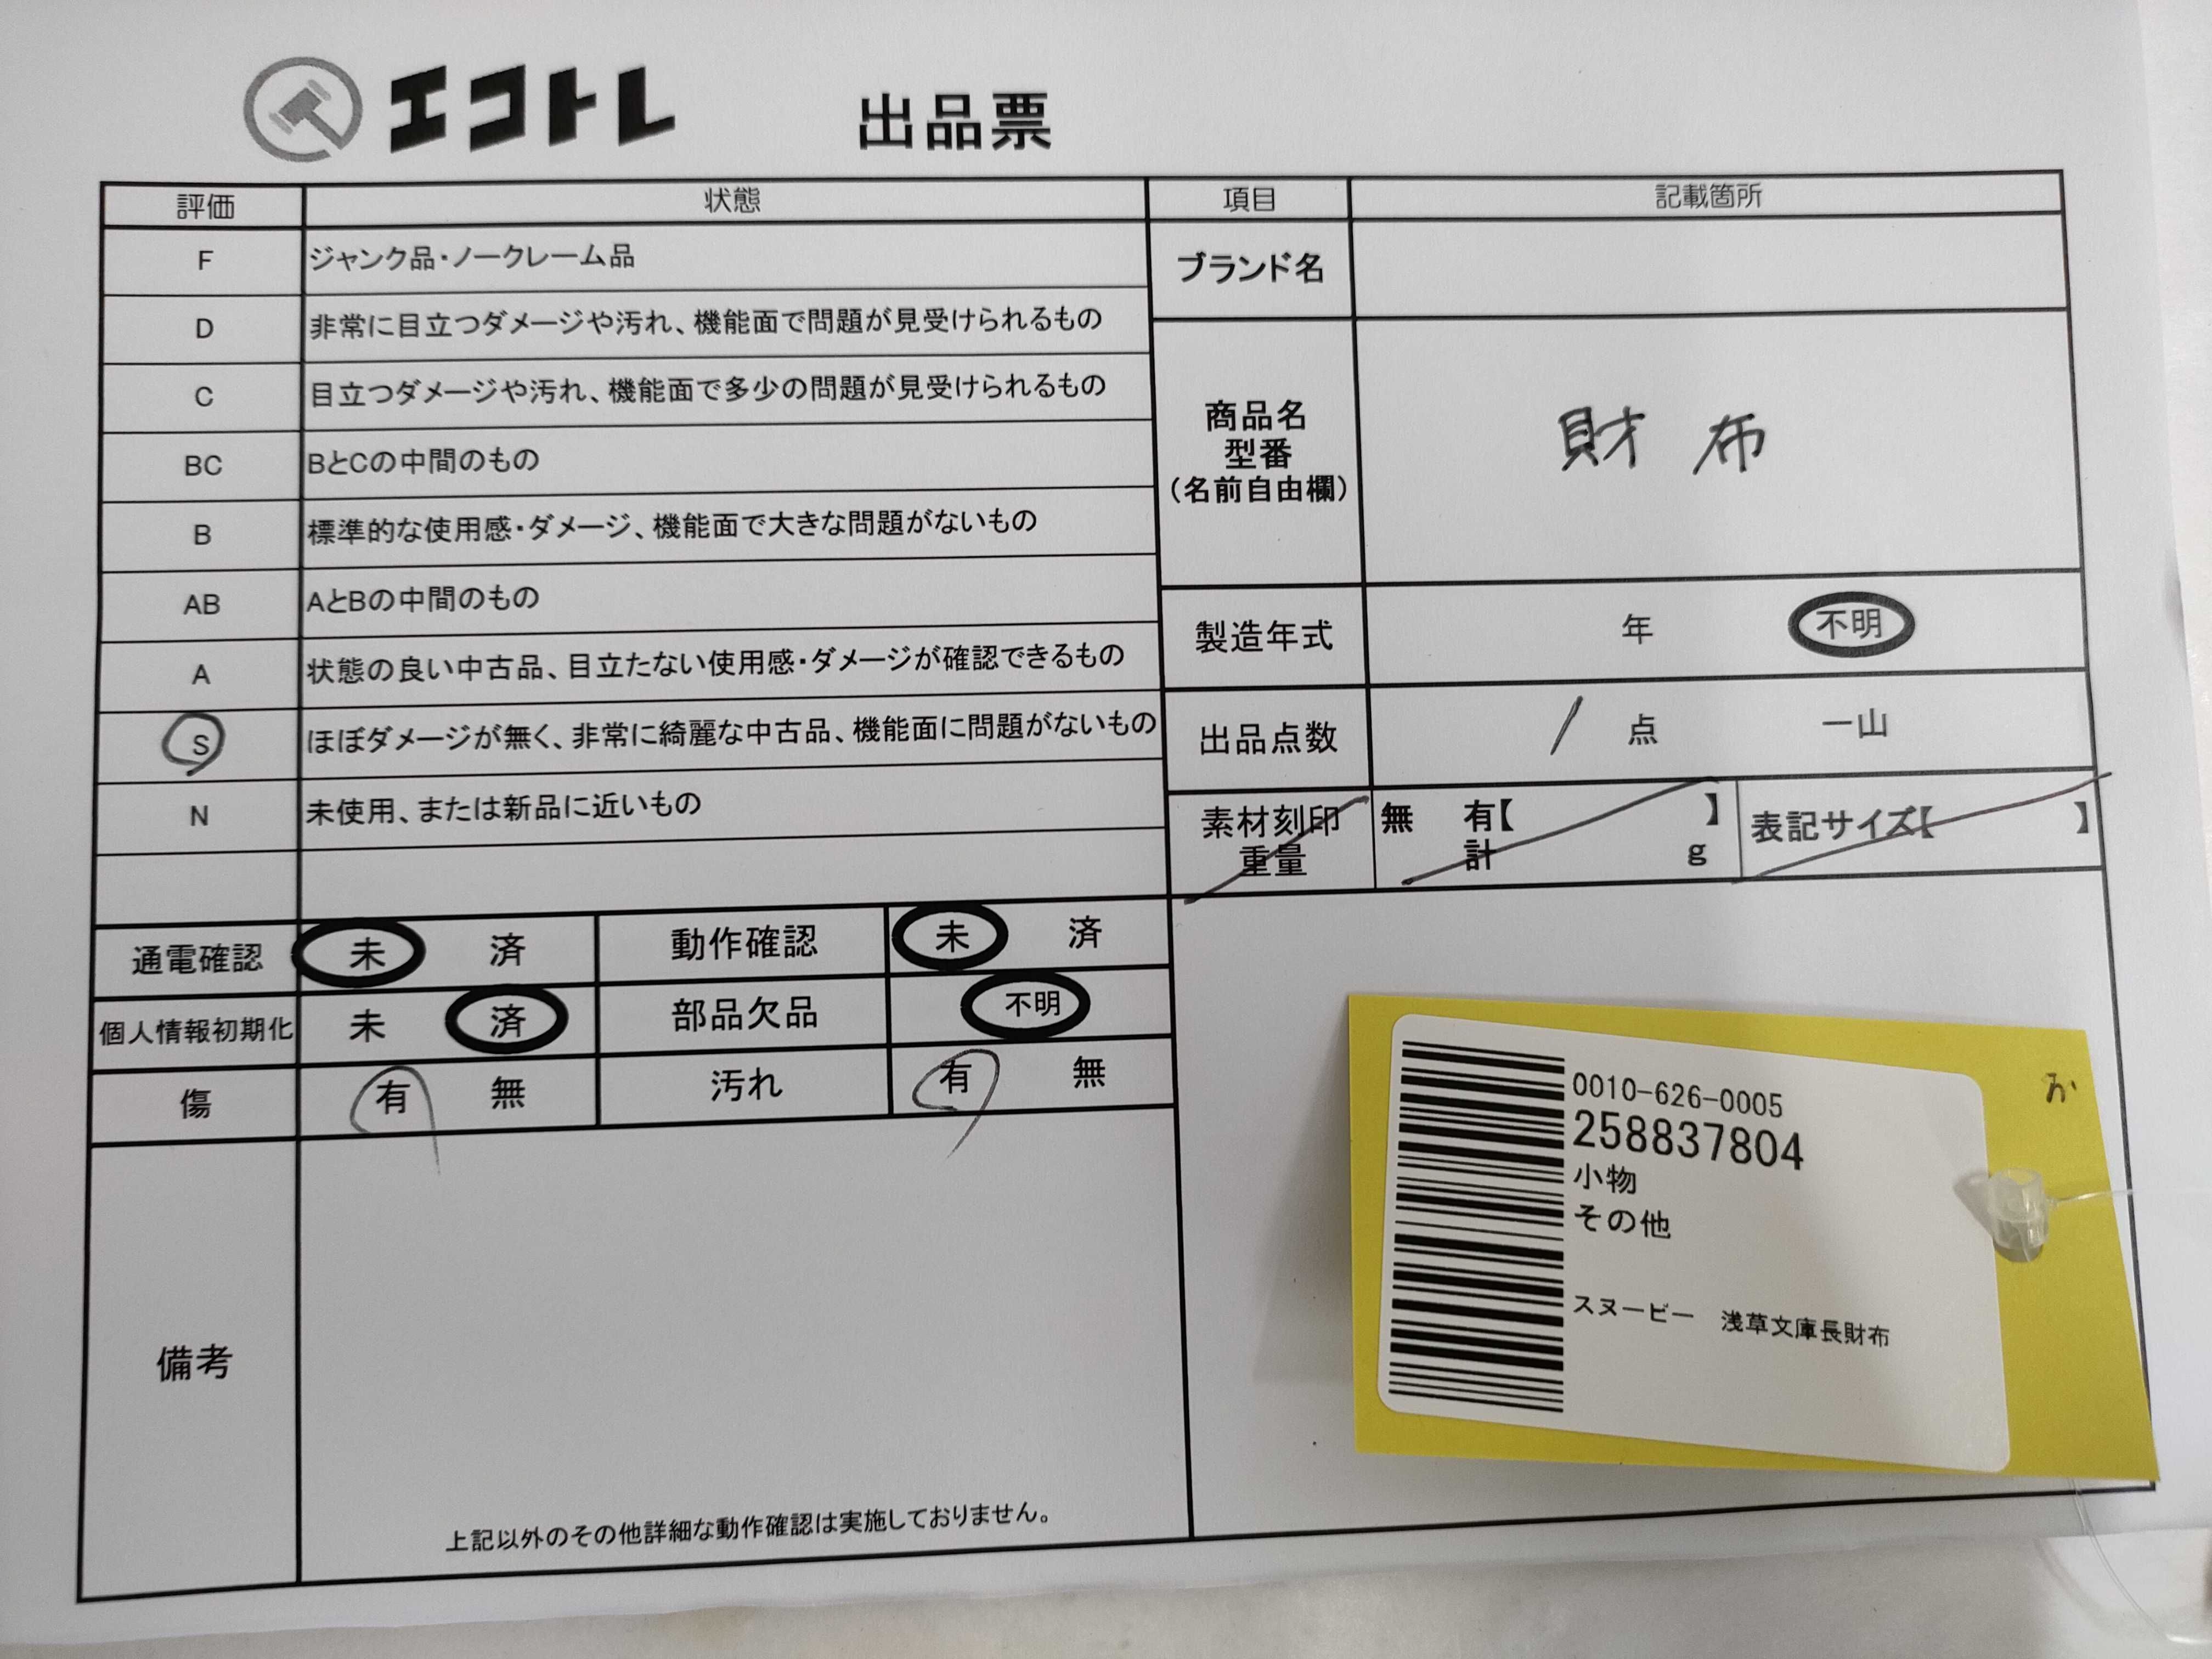 エコトレ 出品票
評価 状態
F ジャンク品・ノークレーム品
D 非常に目立つダメージや汚れ、機能面で問題が見受けられるもの
C 目立つダメージや汚れ、機能面で多少の問題が見受けられるもの
BC BとCの中間のもの
B 標準的な使用感・ダメージ、機能面で大きな問題がないもの
AB AとBの中間のもの
A 状態の良い中古品、目立たない使用感・ダメージが確認できるもの
S ほぼダメージが無く、非常に綺麗な中古品、機能面に問題がないもの
N 未使用、または新品に近いもの
項目 記載箇所
ブランド名
商品名
型番
(名前自由欄)
財布
製造年式 年 不明
出品点数 1 点 一山
素材刻印 無 有【 】 表記サイズ【 】
重量 計 g
通電確認 未 済 動作確認 未 済
個人情報初期化 未 済 部品欠品 不明
傷 有 無 汚れ 有 無
備考
上記以外のその他詳細な動作確認は実施しておりません。
0010-626-0005
258837804
小物
その他
スヌーピー 浅草文庫長財布
か